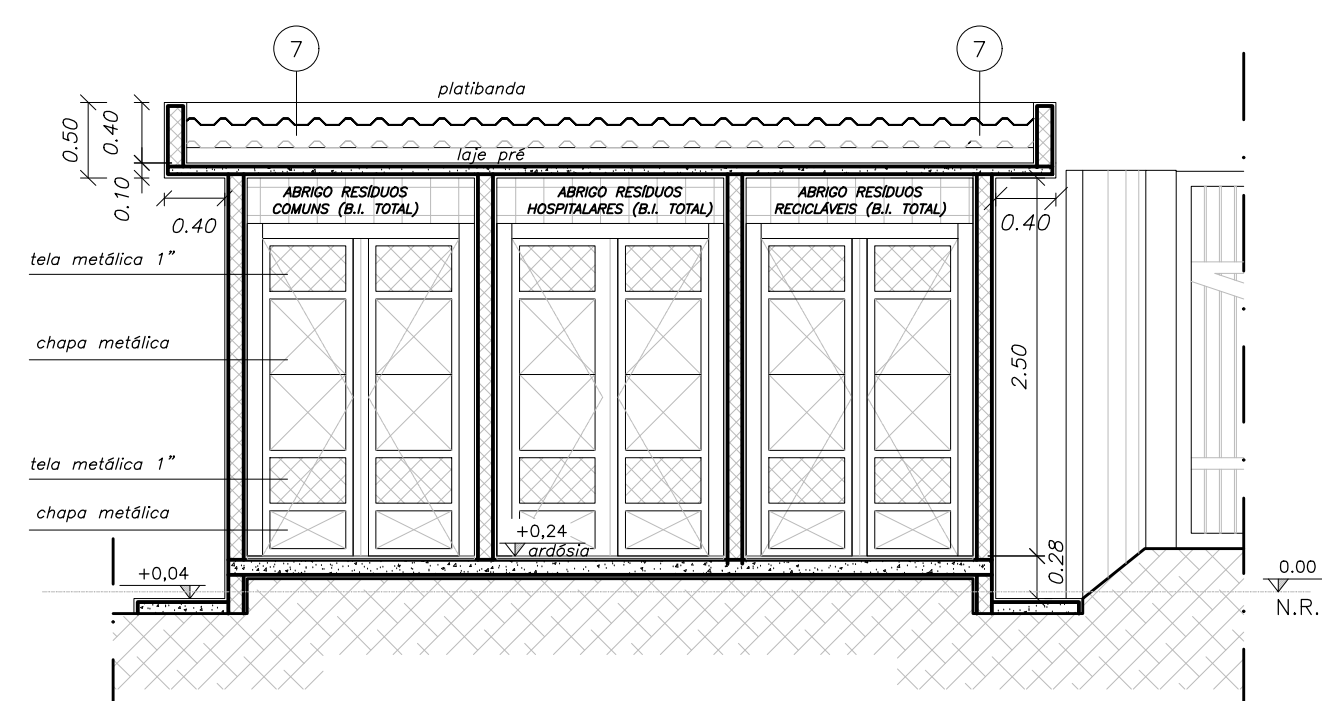 7
7
platibanda
0.50
0.40
laje pré
0.10
ABRIGO RESÍDUOS
COMUNS (B.I. TOTAL)
ABRIGO RESÍDUOS
HOSPITALARES (B.I. TOTAL)
ABRIGO RESÍDUOS
RECICLÁVEIS (B.I. TOTAL)
0.40
0.40
tela metálica 1”
chapa metálica
2.50
tela metálica 1”
chapa metálica
+0,24
ardósia
0.28
+0,04
0.00
N.R.